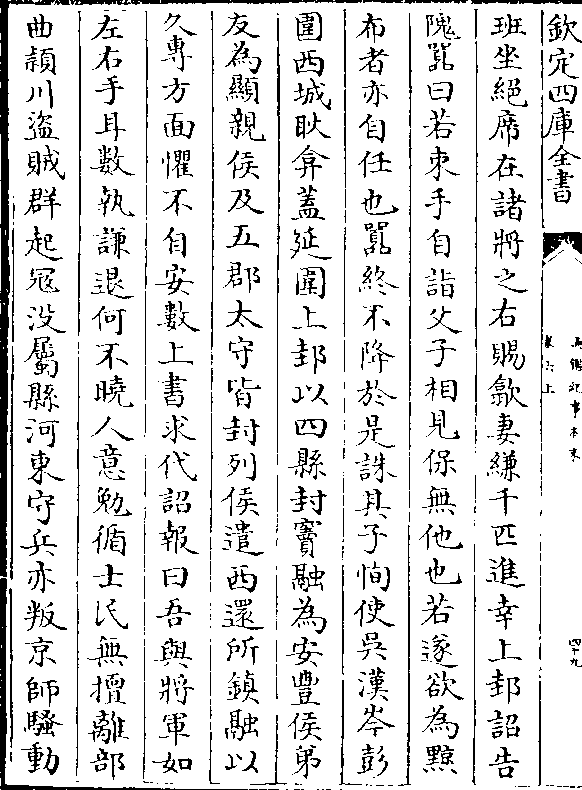 欽定四庫全書
班坐絕席在諸將之右賜歙妻縑千匹進幸上邽詔告
隗囂曰若束手自詣父子相見保無他也若遂欲為黥
布者亦自任也囂終不降於是誅其子恂使吳漢岑彭
圍西城耿弇蓋延圍上邽以四縣封竇融為安豐侯弟
友為顯親侯及五郡太守皆封列侯遣西還所鎮融以
久專方面懼不自安數上書求代詔報曰吾與將軍如
左右手耳數執謙退何不曉人意勉循士民無擅離部
曲潁川盜賊群起冦沒屬縣河東守兵亦叛京師騷動
四十九